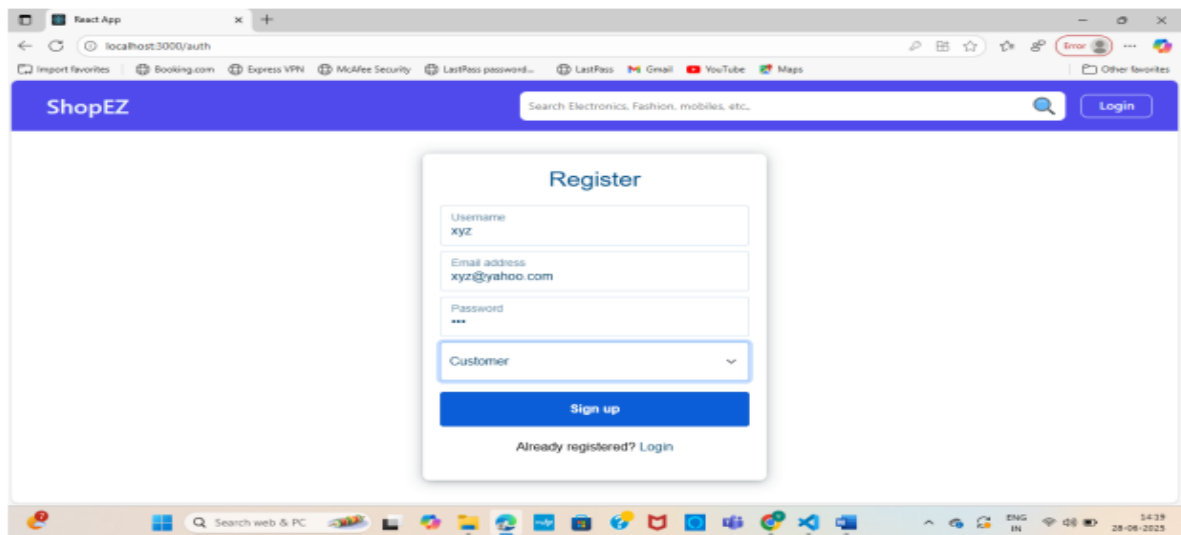 React App
localhost:3000/auth
Error
Import favorites
Booking.com
Express VPN
McAfee Security
LastPass password...
LastPass
Gmail
YouTube
Maps
Other favorites
ShopEZ
Search Electronics, Fashion, mobiles, etc.,
Login
Register
Username
xyz
Email address
xyz@yahoo.com
Password
•••
Customer
Sign up
Already registered? Login
Search web & PC
ENG
IN
14:39
28-06-2025